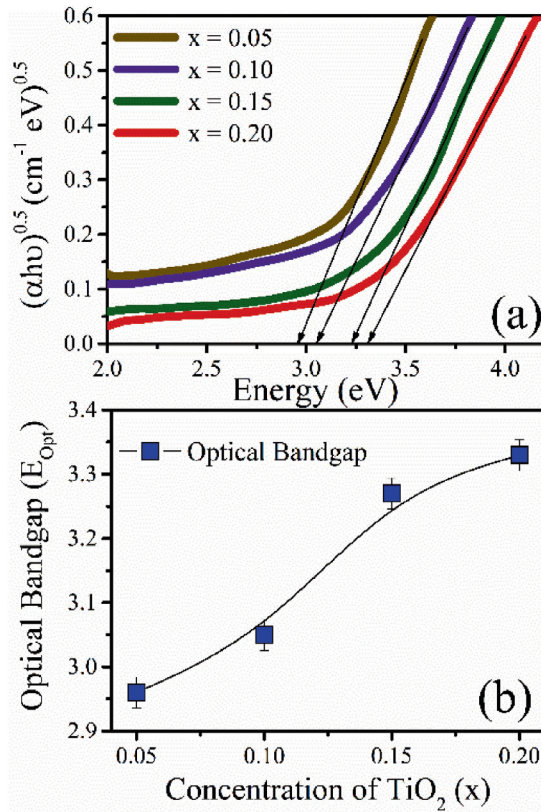 0.6
0.5
0.4
0.3
0.2
0.1
0.0
(αhυ)^0.5 (cm^-1 eV)^0.5
x = 0.05
x = 0.10
x = 0.15
x = 0.20
(a)
2.0 2.5 3.0 3.5 4.0
Energy (eV)
3.4
3.3
3.2
3.1
3.0
2.9
Optical Bandgap (E_Opt)
Optical Bandgap
(b)
0.05 0.10 0.15 0.20
Concentration of TiO₂ (x)